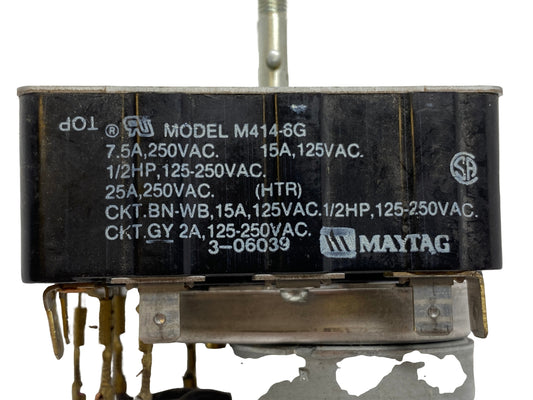 TOP
® MODEL M414-6G
7.5A,250VAC. 15A,125VAC.
1/2HP,125-250VAC.
25A,250VAC. (HTR)
CKT.BN-WB,15A,125VAC.1/2HP,125-250VAC.
CKT.GY 2A,125-250VAC.
3-06039 MAYTAG
SA